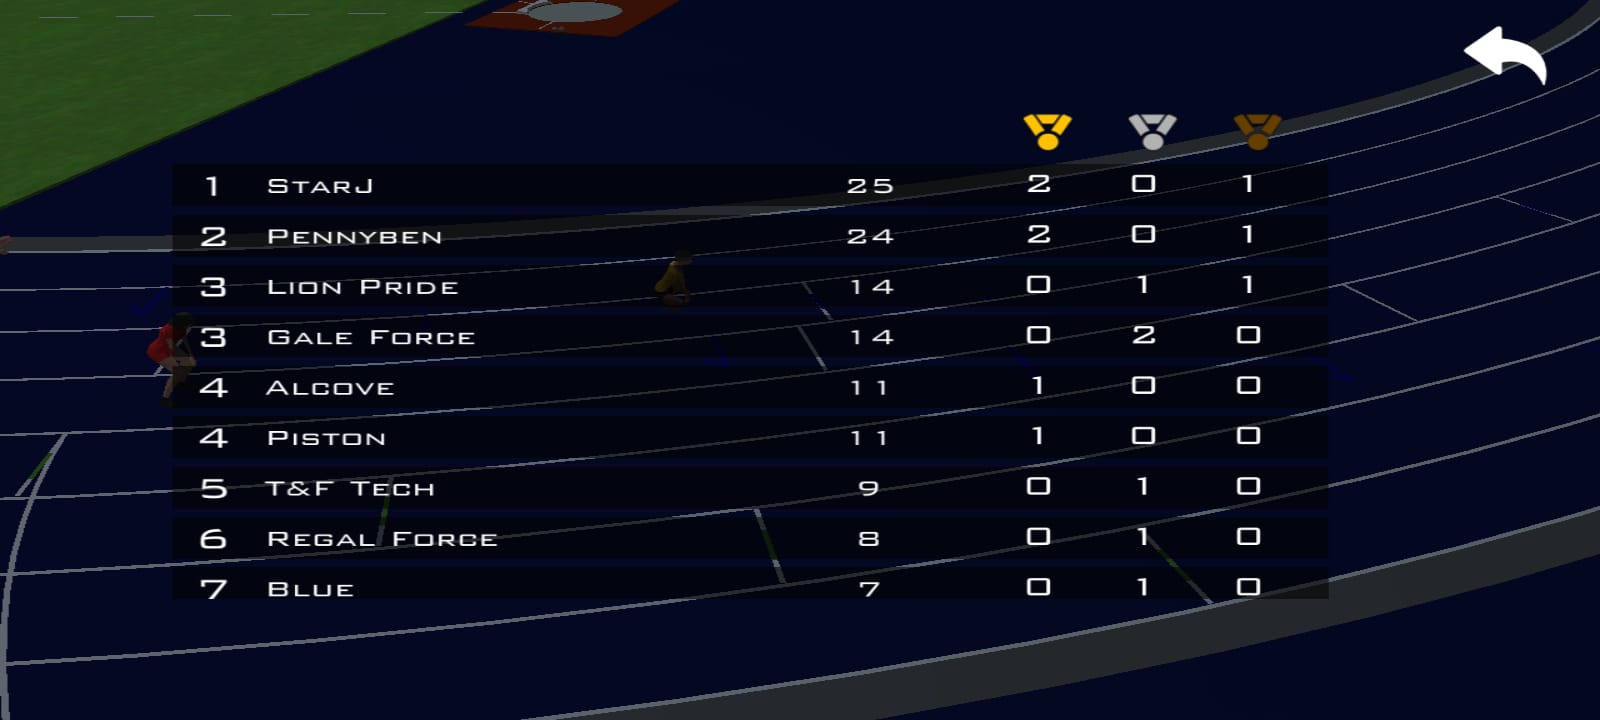 1 StarJ 25 2 0 1
2 Pennyben 24 2 0 1
3 Lion Pride 14 0 1 1
3 Gale Force 14 0 2 0
4 Alcove 11 1 0 0
4 Piston 11 1 0 0
5 T&F Tech 9 0 1 0
6 Regal Force 8 0 1 0
7 Blue 7 0 1 0